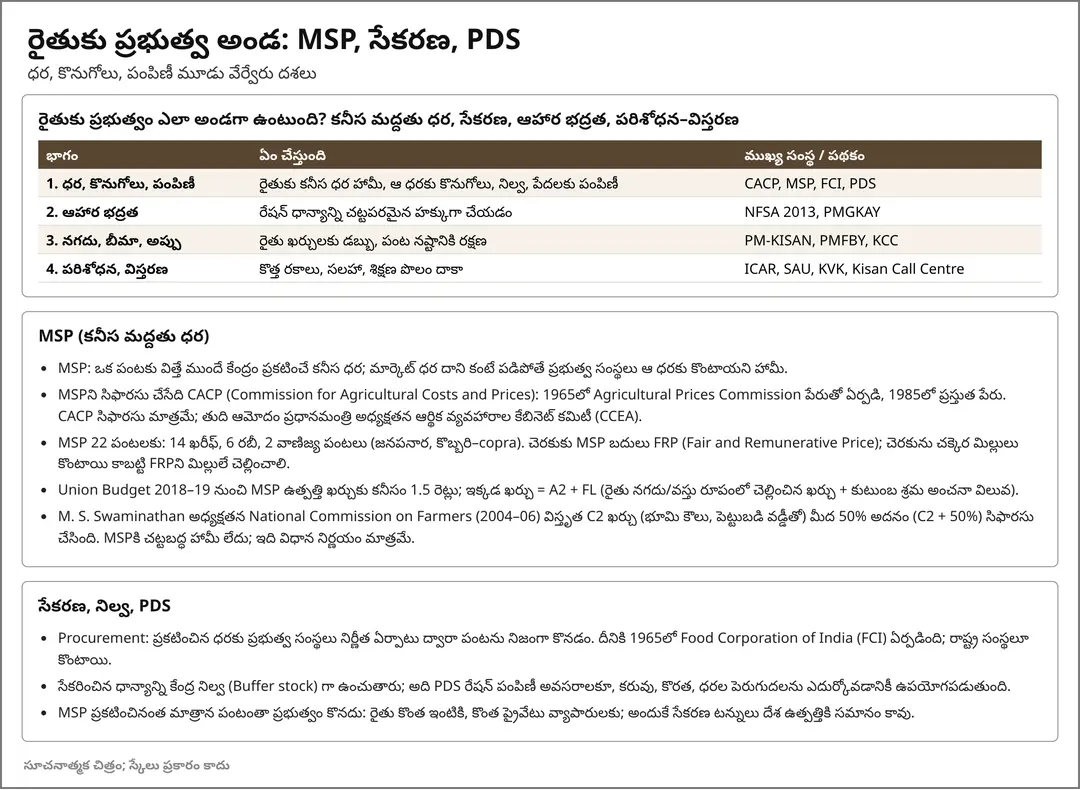 రైతుకు ప్రభుత్వ అండ: MSP, సేకరణ, PDS
ధర, కొనుగోలు, పంపిణీ మూడు వేర్వేరు దశలు
రైతుకు ప్రభుత్వం ఎలా అండగా ఉంటుంది? కనీస మద్దతు ధర, సేకరణ, ఆహార భద్రత, పరిశోధన–విస్తరణ
భాగం ఏం చేస్తుంది ముఖ్య సంస్థ / పథకం
1. ధర, కొనుగోలు, పంపిణీ రైతుకు కనీస ధర హామీ, ఆ ధరకు కొనుగోలు, నిల్వ, పేదలకు పంపిణీ CACP, MSP, FCI, PDS
2. ఆహార భద్రత రేషన్ ధాన్యాన్ని చట్టపరమైన హక్కుగా చేయడం NFSA 2013, PMGKAY
3. నగదు, బీమా, అప్పు రైతు ఖర్చులకు డబ్బు, పంట నష్టానికి రక్షణ PM-KISAN, PMFBY, KCC
4. పరిశోధన, విస్తరణ కొత్త రకాలు, సలహా, శిక్షణ పొలం దాకా ICAR, SAU, KVK, Kisan Call Centre
MSP (కనీస మద్దతు ధర)
• MSP: ఒక పంటకు విత్తే ముందే కేంద్రం ప్రకటించే కనీస ధర; మార్కెట్ ధర దాని కంటే పడిపోతే ప్రభుత్వ సంస్థలు ఆ ధరకు కొంటాయని హామీ.
• MSPని సిఫారసు చేసేది CACP (Commission for Agricultural Costs and Prices): 1965లో Agricultural Prices Commission పేరుతో ఏర్పడి, 1985లో ప్రస్తుత పేరు.
CACP సిఫారసు మాత్రమే; తుది ఆమోదం ప్రధానమంత్రి అధ్యక్షతన ఆర్థిక వ్యవహారాల కేబినెట్ కమిటీ (CCEA).
• MSP 22 పంటలకు: 14 ఖరీఫ్, 6 రబీ, 2 వాణిజ్య పంటలు (జనపనార, కొబ్బరి–copra). చెరకుకు MSP బదులు FRP (Fair and Remunerative Price); చెరకును చక్కెర మిల్లులు
కొంటాయి కాబట్టి FRPని మిల్లులే చెల్లించాలి.
• Union Budget 2018–19 నుంచి MSP ఉత్పత్తి ఖర్చుకు కనీసం 1.5 రెట్లు; ఇక్కడ ఖర్చు = A2 + FL (రైతు నగదు/వస్తు రూపంలో చెల్లించిన ఖర్చు + కుటుంబ శ్రమ అంచనా విలువ).
• M. S. Swaminathan అధ్యక్షతన National Commission on Farmers (2004–06) విస్తృత C2 ఖర్చు (భూమి కౌలు, పెట్టుబడి వడ్డీతో) మీద 50% అదనం (C2 + 50%) సిఫారసు
చేసింది. MSPకి చట్టబద్ధ హామీ లేదు; ఇది విధాన నిర్ణయం మాత్రమే.
సేకరణ, నిల్వ, PDS
• Procurement: ప్రకటించిన ధరకు ప్రభుత్వ సంస్థలు నిర్ణీత ఏర్పాటు ద్వారా పంటను నిజంగా కొనడం. దీనికి 1965లో Food Corporation of India (FCI) ఏర్పడింది; రాష్ట్ర సంస్థలూ
కొంటాయి.
• సేకరించిన ధాన్యాన్ని కేంద్ర నిల్వ (Buffer stock) గా ఉంచుతారు; అది PDS రేషన్ పంపిణీ అవసరాలకూ, కరువు, కొరత, ధరల పెరుగుదలను ఎదుర్కోవడానికీ ఉపయోగపడుతుంది.
• MSP ప్రకటించినంత మాత్రాన పంటంతా ప్రభుత్వం కొనదు: రైతు కొంత ఇంటికి, కొంత ప్రైవేటు వ్యాపారులకు; అందుకే సేకరణ టన్నులు దేశ ఉత్పత్తికి సమానం కావు.
సూచనాత్మక చిత్రం; స్కేలు ప్రకారం కాదు